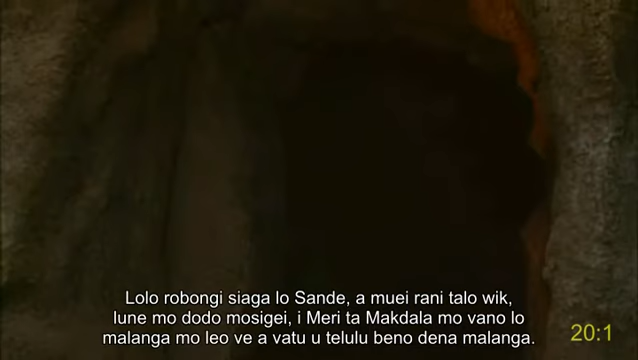 Lolo robongi siaga lo Sande, a muei rani talo wik,
Iune mo dodo mosigei, i Meri ta Makdala mo vano lo
malanga mo leo ve a vatu u telulu beno dena malanga.
20:1